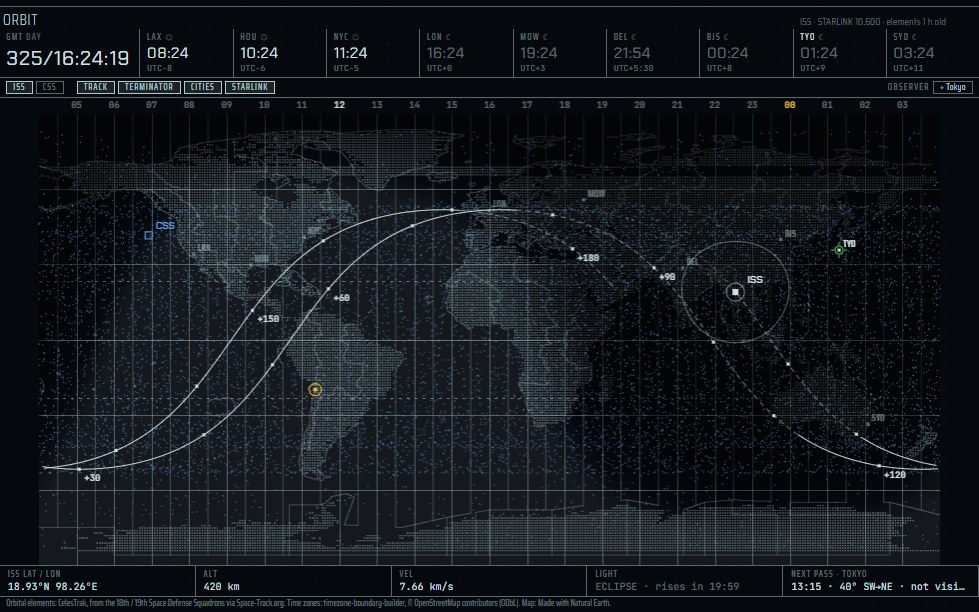 ORBIT
ISS · STARLINK 10,600 · elements 1 h old
GMT DAY
325/16:24:19
LAX ☼
08:24
UTC-8
HOU ☼
10:24
UTC-6
NYC ☼
11:24
UTC-5
LON ☾
16:24
UTC+0
MOW ☾
19:24
UTC+3
DEL ☾
21:54
UTC+5:30
BJS ☾
00:24
UTC+8
TYO ☾
01:24
UTC+9
SYD ☾
03:24
UTC+11
ISS CSS TRACK TERMINATOR CITIES STARLINK OBSERVER + Tokyo
05 06 07 08 09 10 11 12 13 14 15 16 17 18 19 20 21 22 23 00 01 02 03
MOW
LON
CSS
NYC
BJS
LAX
TYO
HOU
+180
DEL
+90
ISS
+60
+150
SYD
+30
+120
ISS LAT / LON
18.93°N 98.26°E
ALT
420 km
VEL
7.66 km/s
LIGHT
ECLIPSE · rises in 19:59
NEXT PASS · TOKYO
13:15 · 40° SW→NE · not visi…
Orbital elements: CelesTrak, from the 18th / 19th Space Defense Squadrons via Space-Track.org. Time zones: timezone-boundary-builder, © OpenStreetMap contributors (ODbL). Map: Made with Natural Earth.